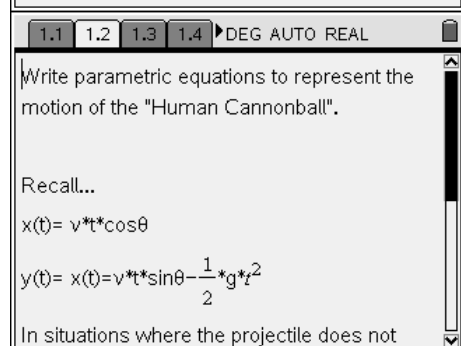 1.1 1.2 1.3 1.4 DEG AUTO REAL
Write parametric equations to represent the
motion of the "Human Cannonball".
Recall...
x(t)= v*t*cosθ
y(t)= x(t)=v*t*sinθ-1/2*g*t²
In situations where the projectile does not